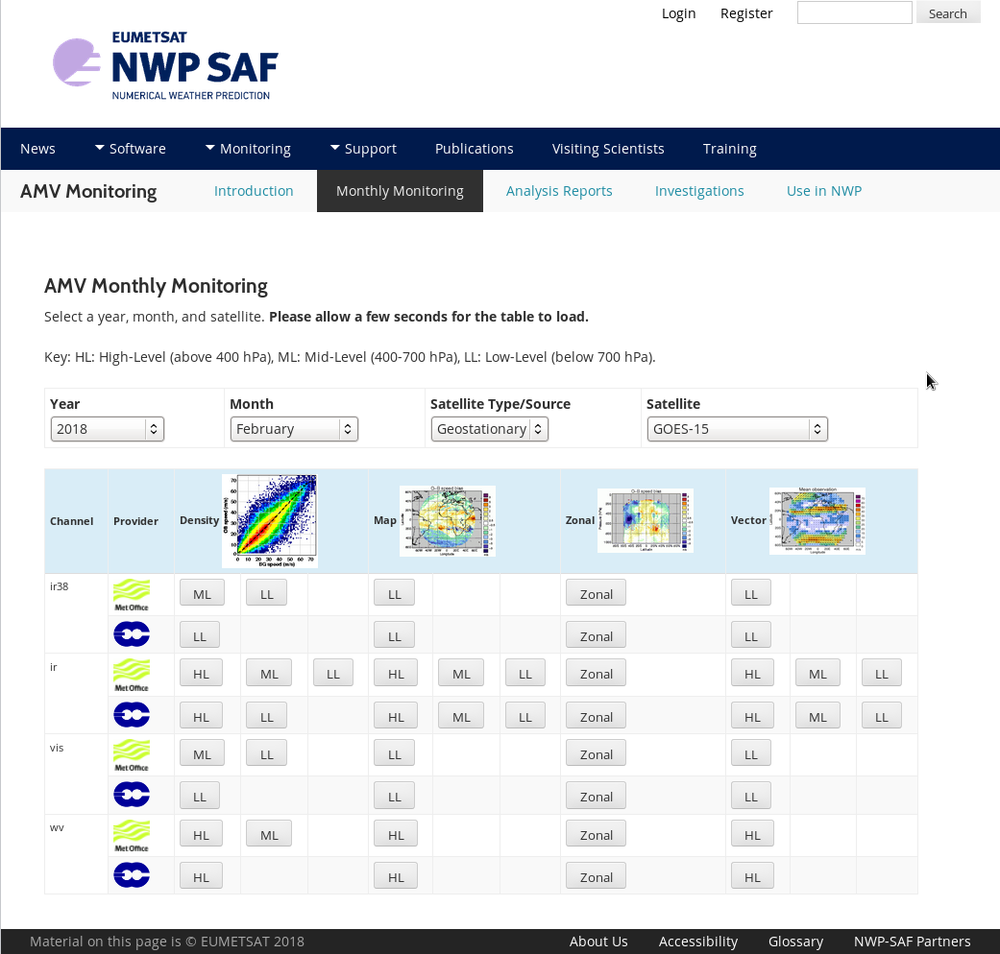 Login Register Search
EUMETSAT
NWP SAF
NUMERICAL WEATHER PREDICTION
News Software Monitoring Support Publications Visiting Scientists Training
AMV Monitoring Introduction Monthly Monitoring Analysis Reports Investigations Use in NWP
AMV Monthly Monitoring
Select a year, month, and satellite. Please allow a few seconds for the table to load.
Key: HL: High-Level (above 400 hPa), ML: Mid-Level (400-700 hPa), LL: Low-Level (below 700 hPa).
Year Month Satellite Type/Source Satellite
2018 February Geostationary GOES-15
Channel Provider Density Map Zonal Vector
ir38 Met Office ML LL LL Zonal LL
LL LL Zonal LL
ir Met Office HL ML LL HL ML LL Zonal HL ML LL
HL LL HL ML LL Zonal HL ML LL
vis Met Office ML LL LL Zonal LL
LL LL Zonal LL
wv Met Office HL ML HL Zonal HL
HL HL Zonal HL
Material on this page is © EUMETSAT 2018 About Us Accessibility Glossary NWP-SAF Partners